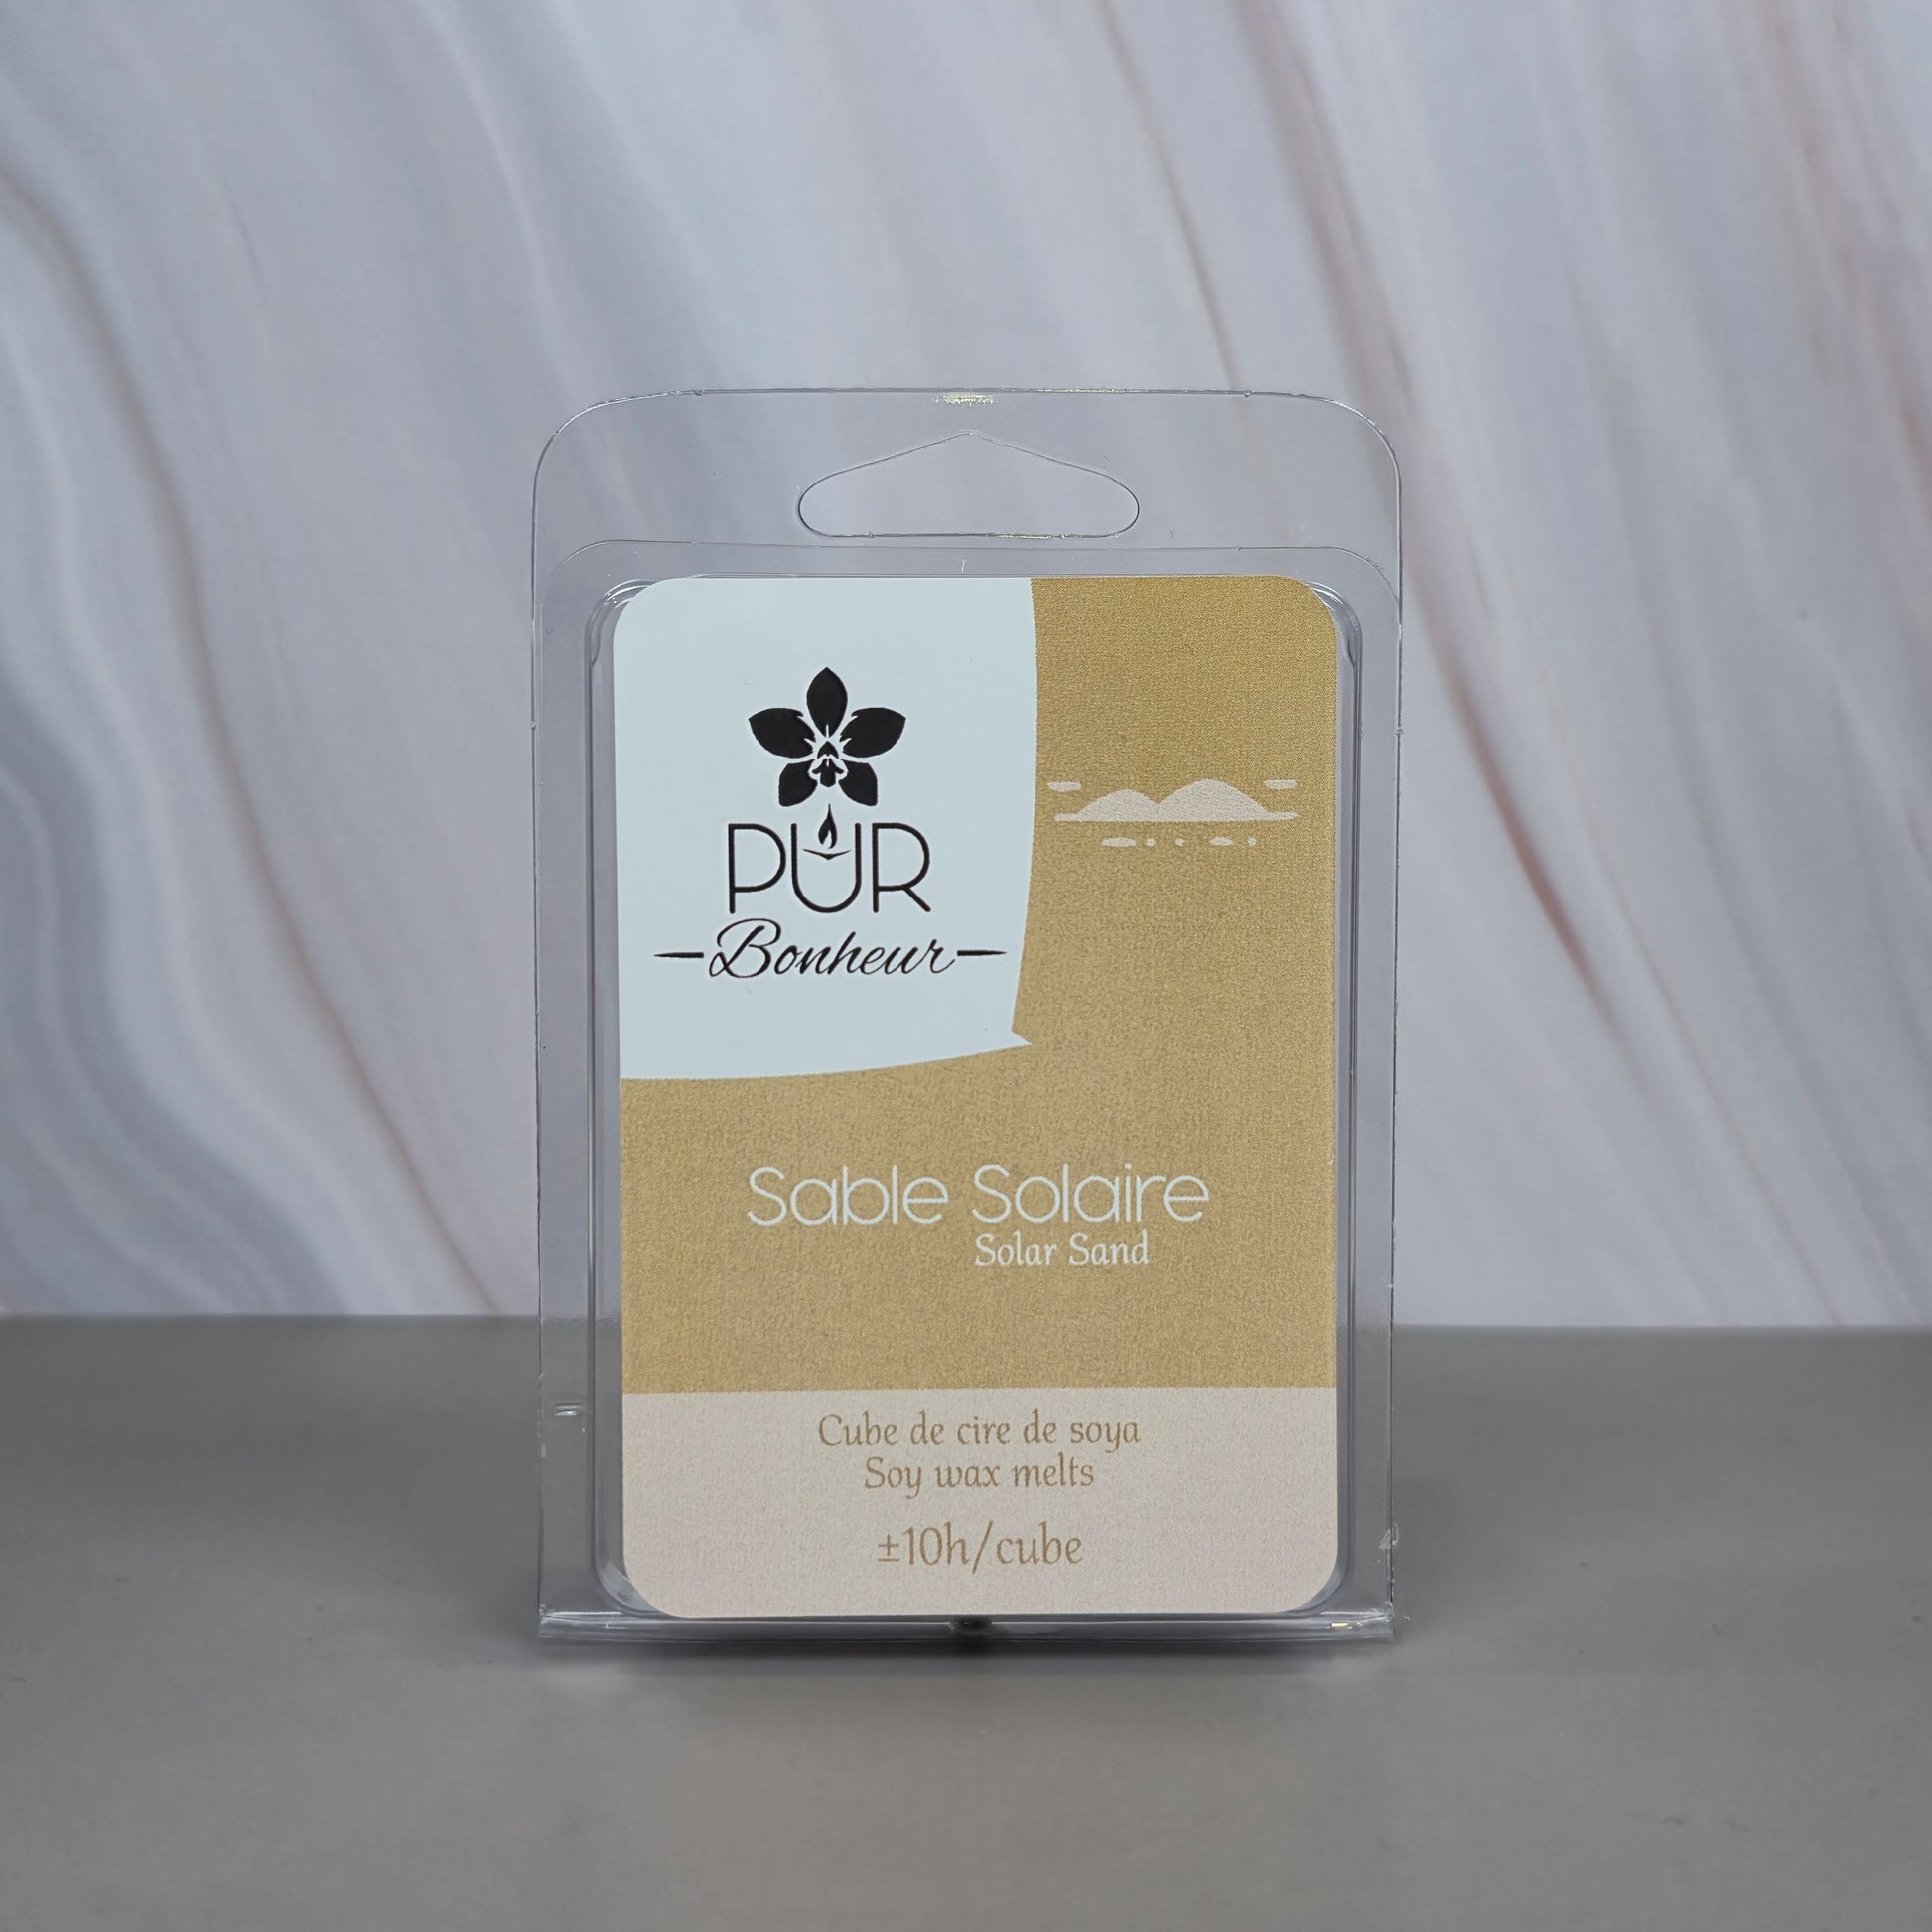 PUR
Bonheur
Sable Solaire
Solar Sand
Cube de cire de soya
Soy wax melts
±10h/cube